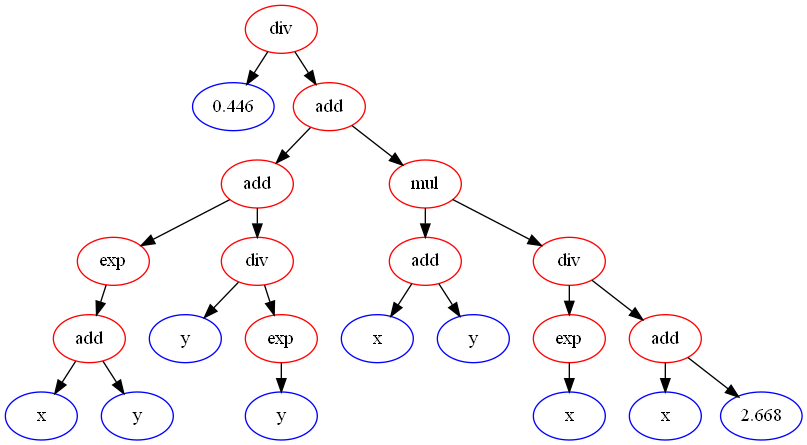 div
0.446 add
add mul
exp div add div
add y exp x y exp add
x y y x x 2.668